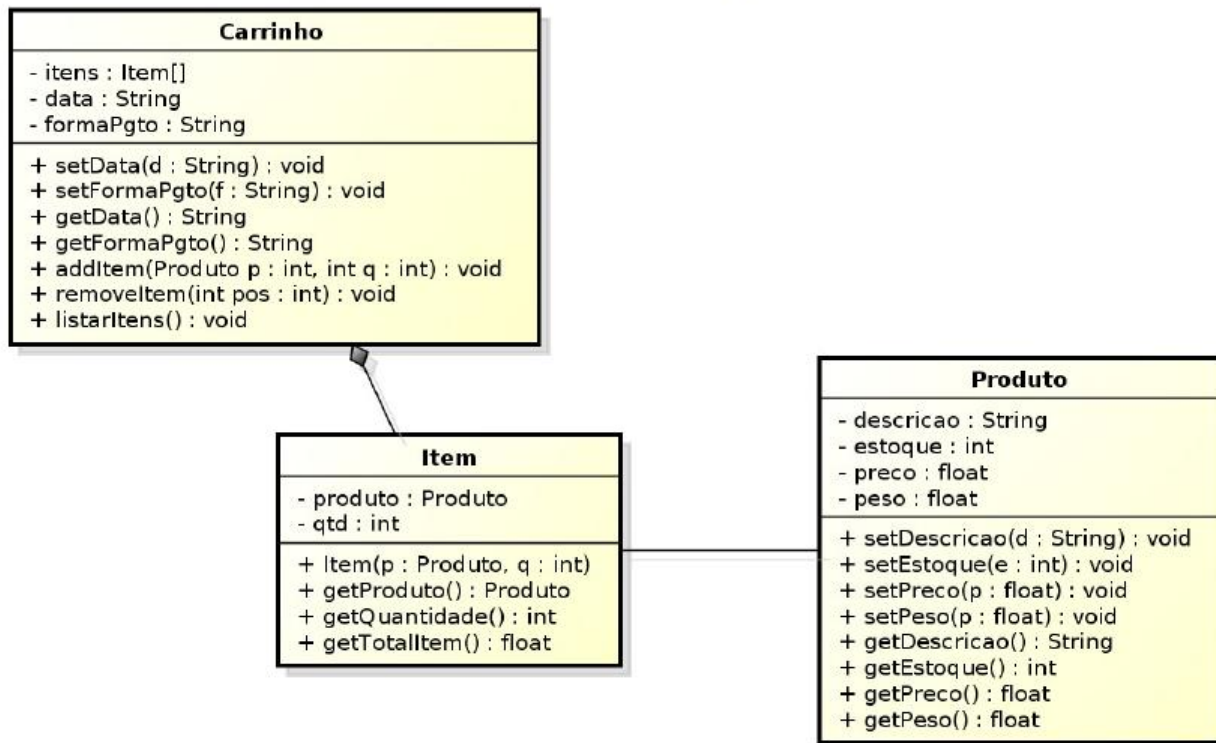 Carrinho
- itens : Item[]
- data : String
- formaPgto : String
+ setData(d : String) : void
+ setFormaPgto(f : String) : void
+ getData() : String
+ getFormaPgto() : String
+ addItem(Produto p : int, int q : int) : void
+ removeItem(int pos : int) : void
+ listarItens() : void
Item
- produto : Produto
- qtd : int
+ Item(p : Produto, q : int)
+ getProduto() : Produto
+ getQuantidade() : int
+ getTotalItem() : float
Produto
- descricao : String
- estoque : int
- preco : float
- peso : float
+ setDescricao(d : String) : void
+ setEstoque(e : int) : void
+ setPreco(p : float) : void
+ setPeso(p : float) : void
+ getDescricao() : String
+ getEstoque() : int
+ getPreco() : float
+ getPeso() : float